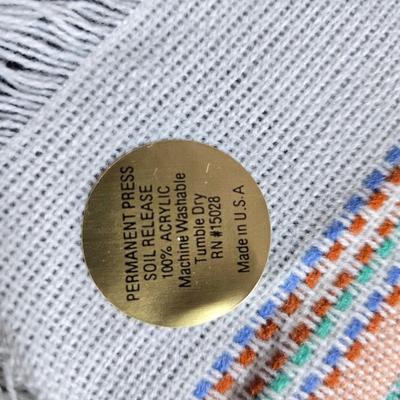 PERMANENT PRESS
SOIL RELEASE
100% ACRYLIC
Machine Washable
Tumble Dry
RN #15028
Made in U.S.A